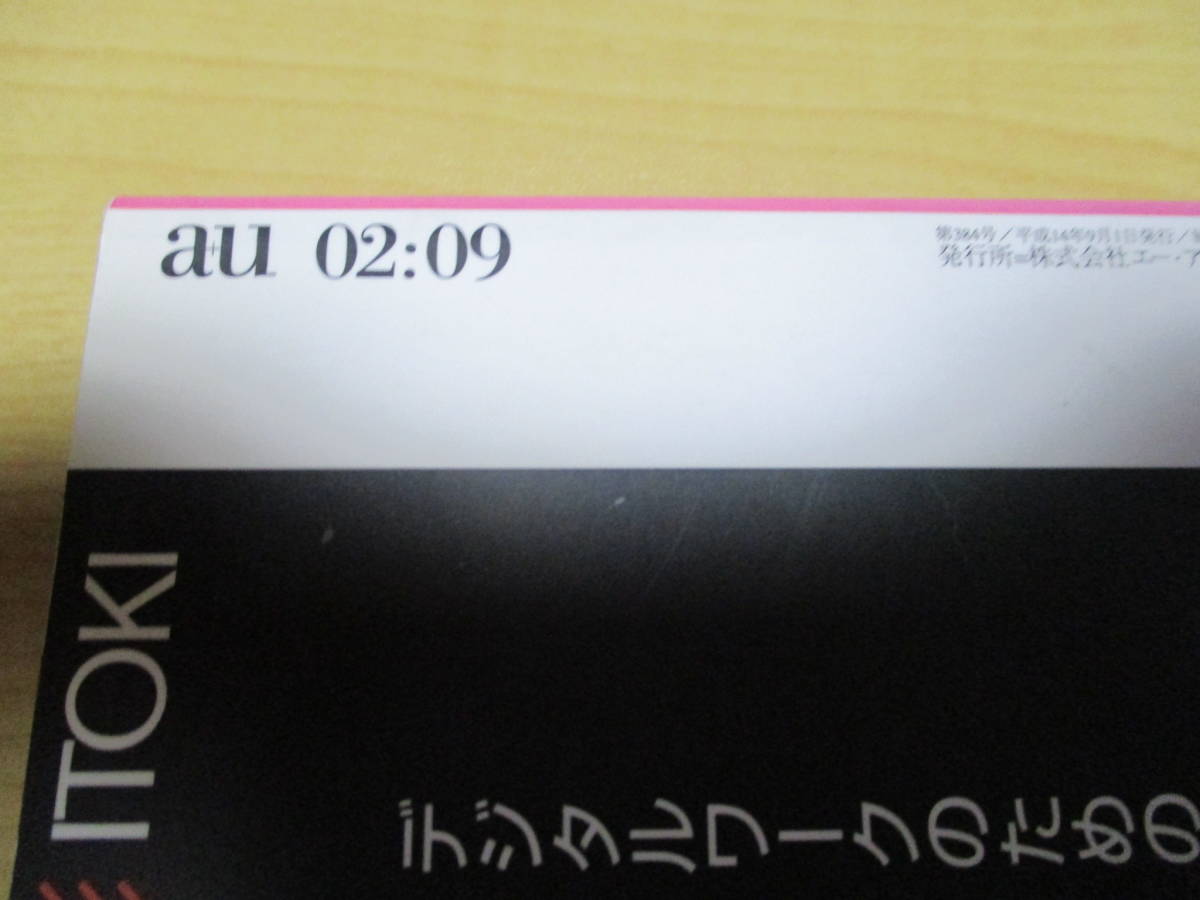 a+u 02:09
第384号／平成14年9月1日発行／
発行所=株式会社エー・ア
ITOKI
デジタルワークのための